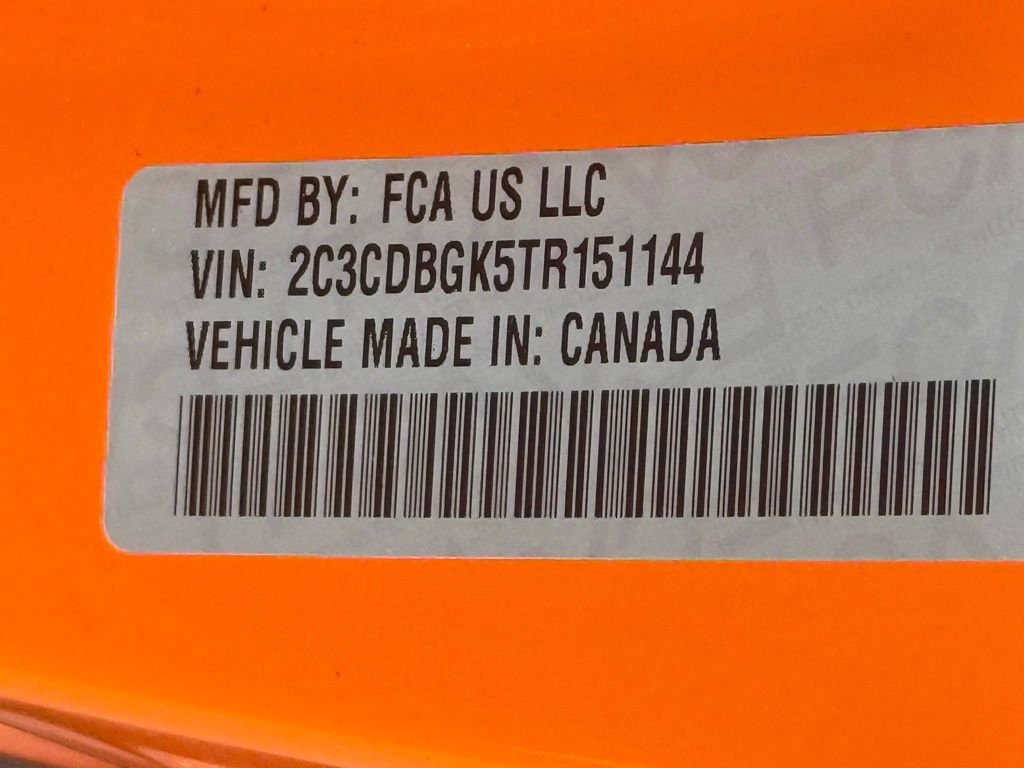 MFD BY: FCA US LLC
VIN: 2C3CDBGK5TR151144
VEHICLE MADE IN: CANADA